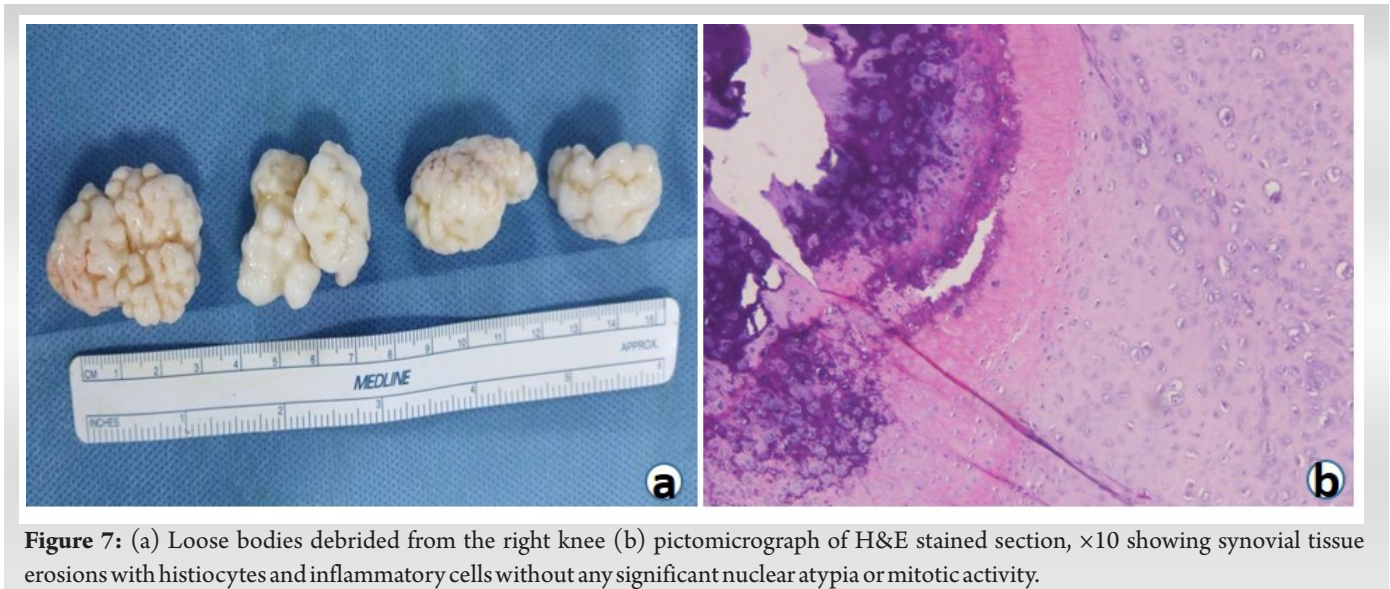 CM 1 2 3 4 5 6 7 8 9 10 11 12 13 14 15
APPROX.
MEDLINE
INCHES 1 2 3 4 5 6
a
b
Figure 7: (a) Loose bodies debrided from the right knee (b) pictomicrograph of H&E stained section, ×10 showing synovial tissue
erosions with histiocytes and inflammatory cells without any significant nuclear atypia or mitotic activity.